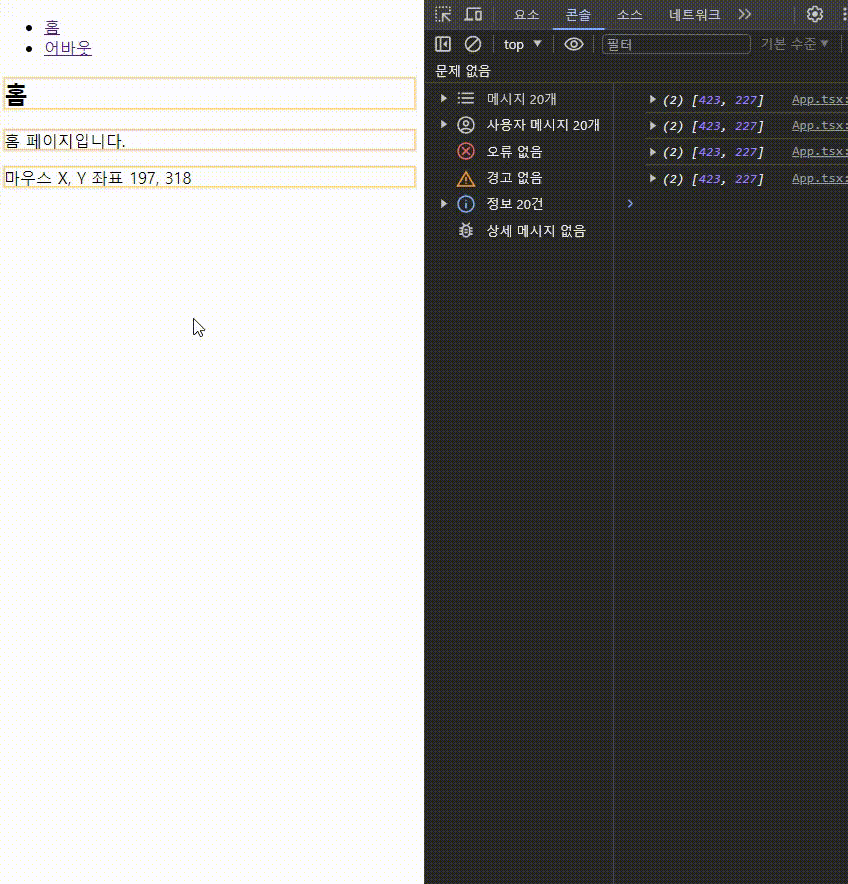 홈
어바웃
홈
홈 페이지입니다.
마우스 X, Y 좌표 197, 318
요소 콘솔 소스 네트워크
top 필터 기본 수준
문제 없음
메시지 20개
사용자 메시지 20개
오류 없음
경고 없음
정보 20건
상세 메시지 없음
(2) [423, 227] App.tsx:
(2) [423, 227] App.tsx:
(2) [423, 227] App.tsx:
(2) [423, 227] App.tsx: